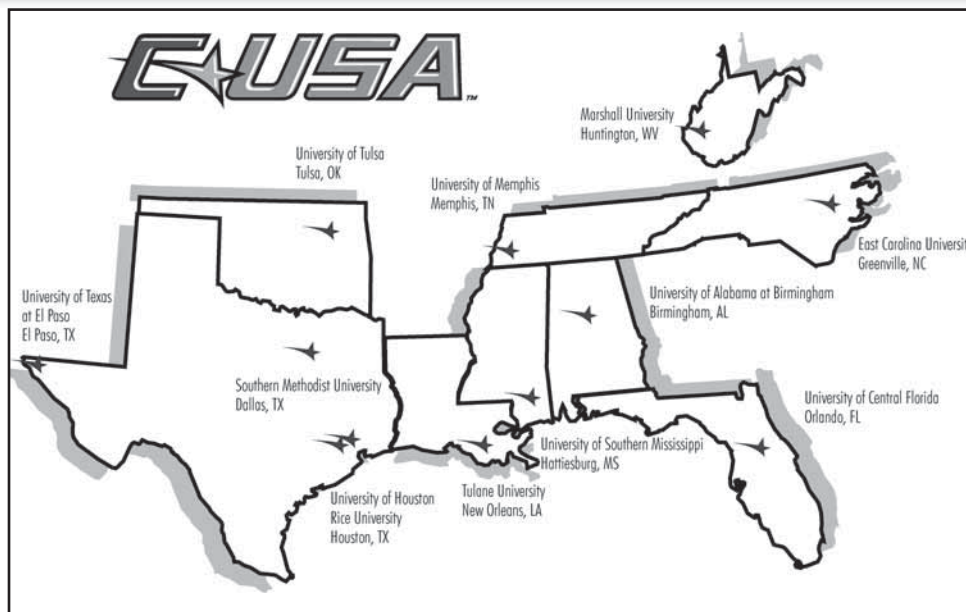 C USA
TM
Marshall University
Huntington, WV
University of Tulsa
Tulsa, OK
University of Memphis
Memphis, TN
East Carolina Universit
Greenville, NC
University of Texas
at El Paso
El Paso, TX
University of Alabama at Birmingham
Birmingham, AL
Southern Methodist University
Dallas, TX
University of Central Florida
Orlando, FL
University of Southern Mississippi
Hattiesburg, MS
University of Houston
Rice University
Houston, TX
Tulane University
New Orleans, LA